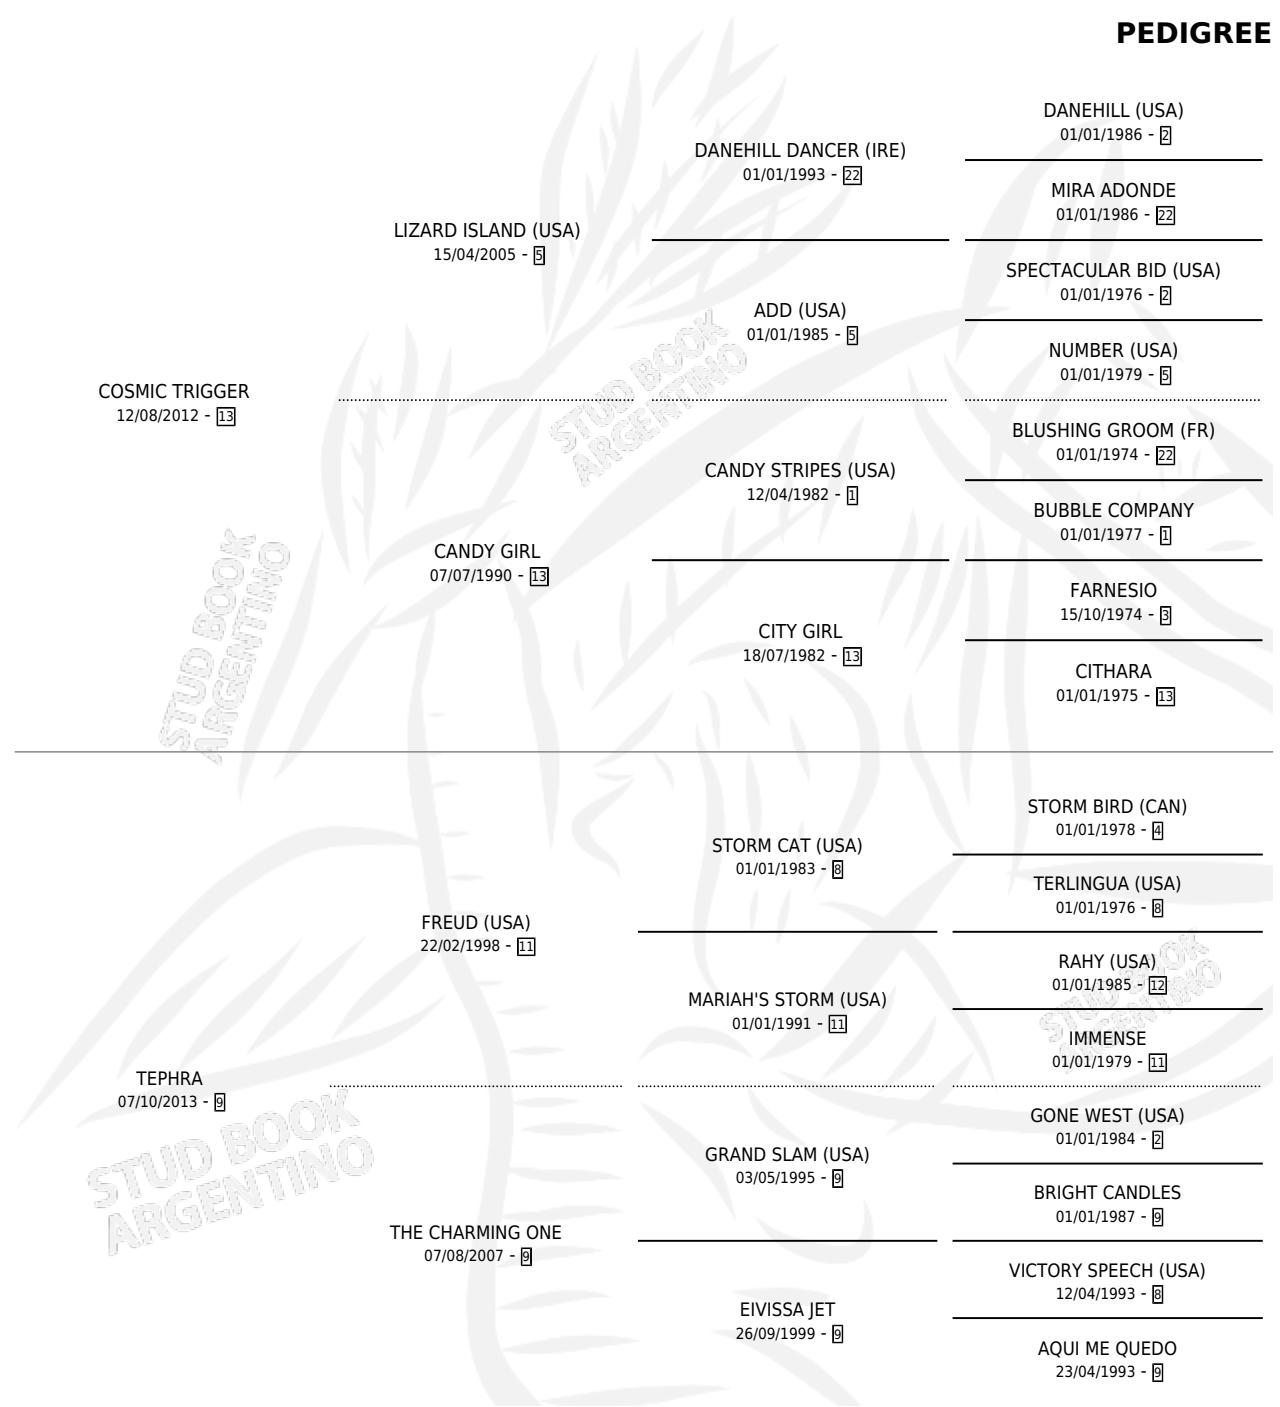 PEDIGREE
DANEHILL (USA)
01/01/1986 - 2
DANEHILL DANCER (IRE)
01/01/1993 - 22
MIRA ADONDE
01/01/1986 - 22
LIZARD ISLAND (USA)
15/04/2005 - 5
SPECTACULAR BID (USA)
01/01/1976 - 2
ADD (USA)
01/01/1985 - 5
NUMBER (USA)
01/01/1979 - 5
COSMIC TRIGGER
12/08/2012 - 13
BLUSHING GROOM (FR)
01/01/1974 - 22
CANDY STRIPES (USA)
12/04/1982 - 1
BUBBLE COMPANY
01/01/1977 - 1
CANDY GIRL
07/07/1990 - 13
FARNESIO
15/10/1974 - 3
CITY GIRL
18/07/1982 - 13
CITHARA
01/01/1975 - 13
STORM BIRD (CAN)
01/01/1978 - 4
STORM CAT (USA)
01/01/1983 - 8
TERLINGUA (USA)
01/01/1976 - 8
FREUD (USA)
22/02/1998 - 11
RAHY (USA)
01/01/1985 - 12
MARIAH'S STORM (USA)
01/01/1991 - 11
IMMENSE
01/01/1979 - 11
TEPHRA
07/10/2013 - 9
GONE WEST (USA)
01/01/1984 - 2
GRAND SLAM (USA)
03/05/1995 - 9
BRIGHT CANDLES
01/01/1987 - 9
THE CHARMING ONE
07/08/2007 - 9
VICTORY SPEECH (USA)
12/04/1993 - 8
EIVISSA JET
26/09/1999 - 9
AQUI ME QUEDO
23/04/1993 - 9
STUD BOOK
ARGENTINO
STUD BOOK
ARGENTINO
STUD BOOK
ARGENTINO
STUD BOOK
ARGENTINO